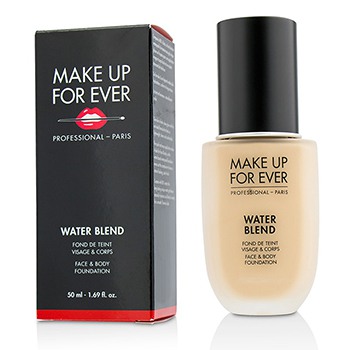 MAKE UP
FOR EVER
PROFESSIONAL – PARIS
WATER BLEND
FOND DE TEINT
VISAGE & CORPS
FACE & BODY
FOUNDATION
50 ml · 1.69 fl. oz.
MAKE UP
FOR EVER
PROFESSIONAL – PARIS
WATER
BLEND
FOND DE TEINT
VISAGE & CORPS
FACE & BODY
FOUNDATION